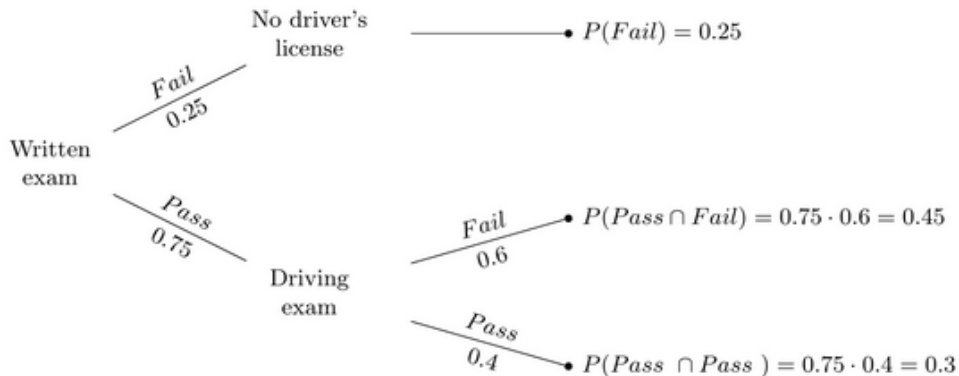 No driver's
license
P(Fail) = 0.25
Fail
0.25
Written
exam
Pass
0.75
Fail
0.6
P(Pass ∩ Fail) = 0.75 · 0.6 = 0.45
Driving
exam
Pass
0.4
P(Pass ∩ Pass ) = 0.75 · 0.4 = 0.3